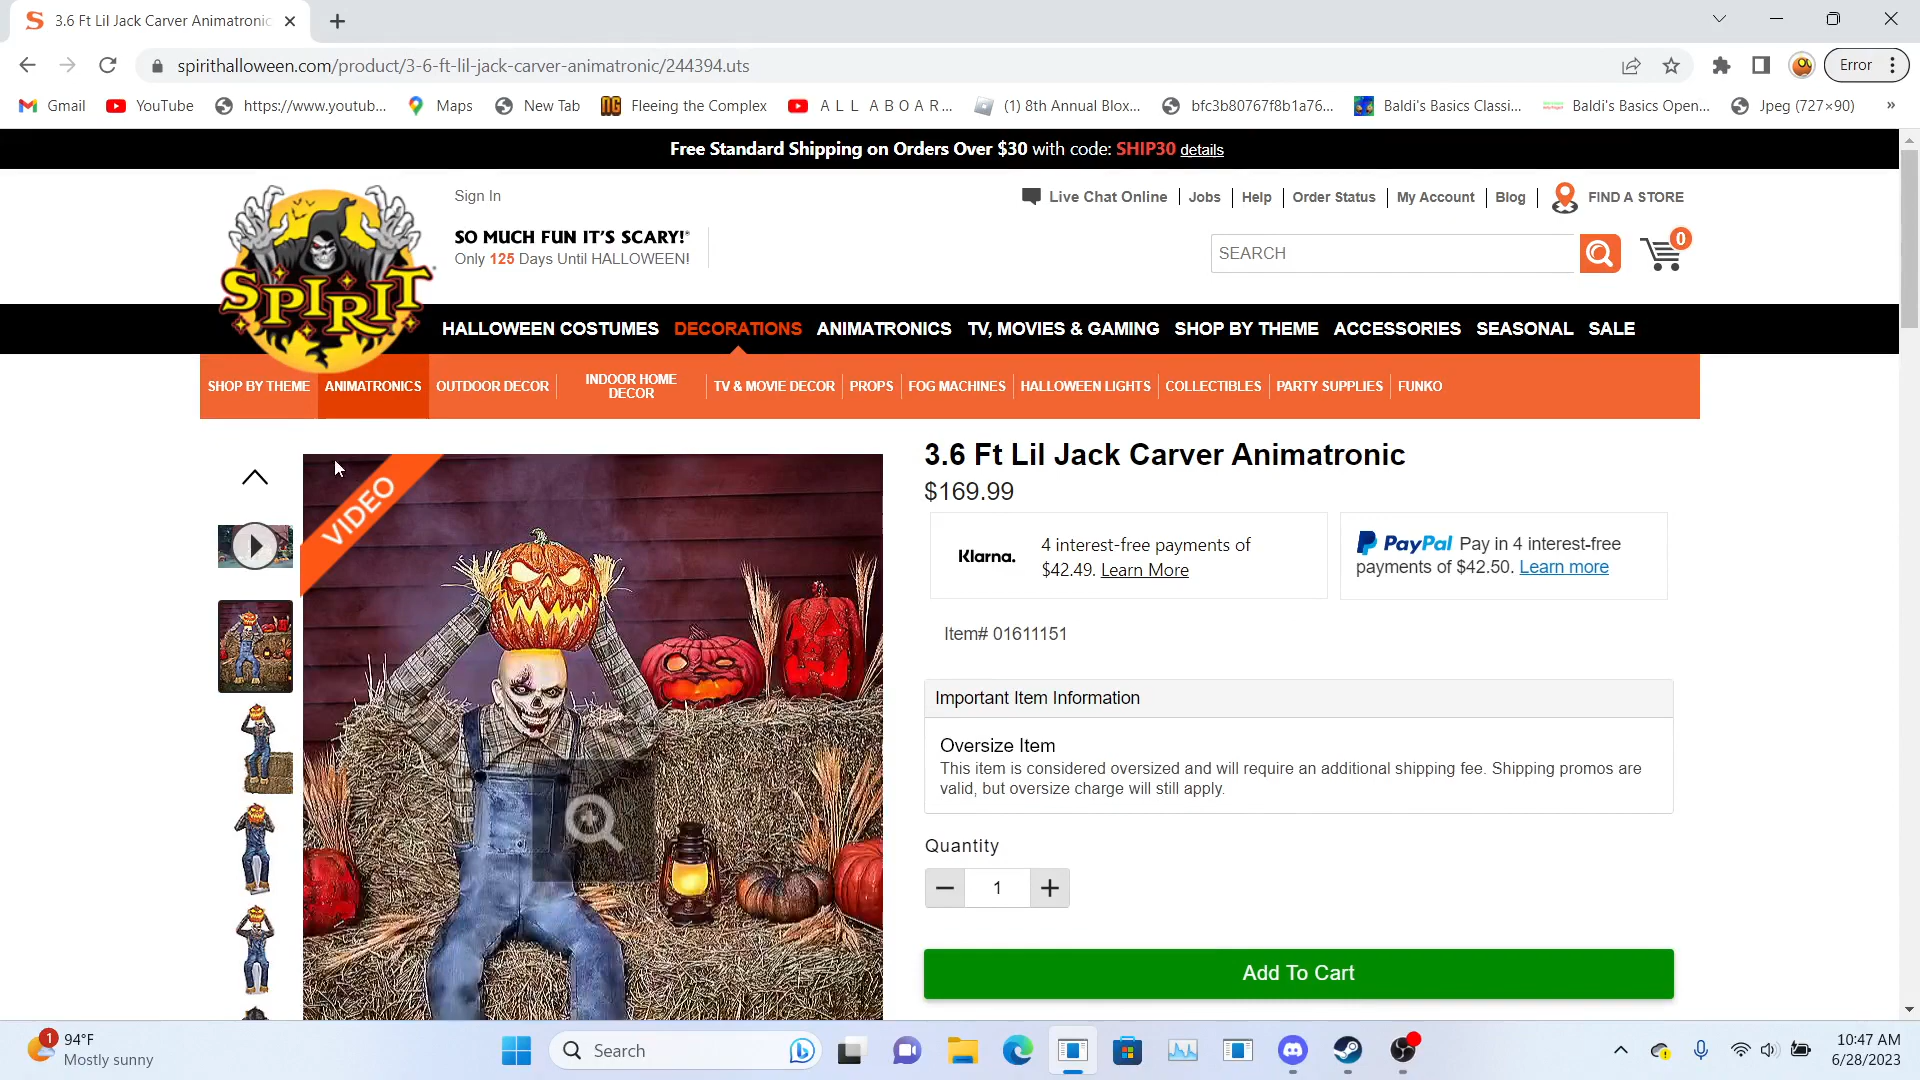 3.6 Ft Lil Jack Carver Animatronic
spirithalloween.com/product/3-6-ft-lil-jack-carver-animatronic/244394.uts
Error
Gmail
YouTube
https://www.youtub...
Maps
New Tab
Fleeing the Complex
A L L A B O A R...
(1) 8th Annual Blox...
bfc3b80767f8b1a76...
Baldi's Basics Classi...
Baldi's Basics Open...
Jpeg (727×90)
»
Free Standard Shipping on Orders Over $30 with code: SHIP30 details
Sign In
Live Chat Online
Jobs
Help
Order Status
My Account
Blog
FIND A STORE
SO MUCH FUN IT'S SCARY!®
Only 125 Days Until HALLOWEEN!
SEARCH
0
SPIRIT
HALLOWEEN COSTUMES DECORATIONS ANIMATRONICS TV, MOVIES & GAMING SHOP BY THEME ACCESSORIES SEASONAL SALE
SHOP BY THEME
ANIMATRONICS
OUTDOOR DECOR
INDOOR HOME
DECOR
TV & MOVIE DECOR
PROPS
FOG MACHINES
HALLOWEEN LIGHTS
COLLECTIBLES
PARTY SUPPLIES
FUNKO
VIDEO
3.6 Ft Lil Jack Carver Animatronic
$169.99
Klarna.
4 interest-free payments of
$42.49. Learn More
PayPal Pay in 4 interest-free
payments of $42.50. Learn more
Item# 01611151
Important Item Information
Oversize Item
This item is considered oversized and will require an additional shipping fee. Shipping promos are
valid, but oversize charge will still apply.
Quantity
1
Add To Cart
1
94°F
Mostly sunny
Search
10:47 AM
6/28/2023